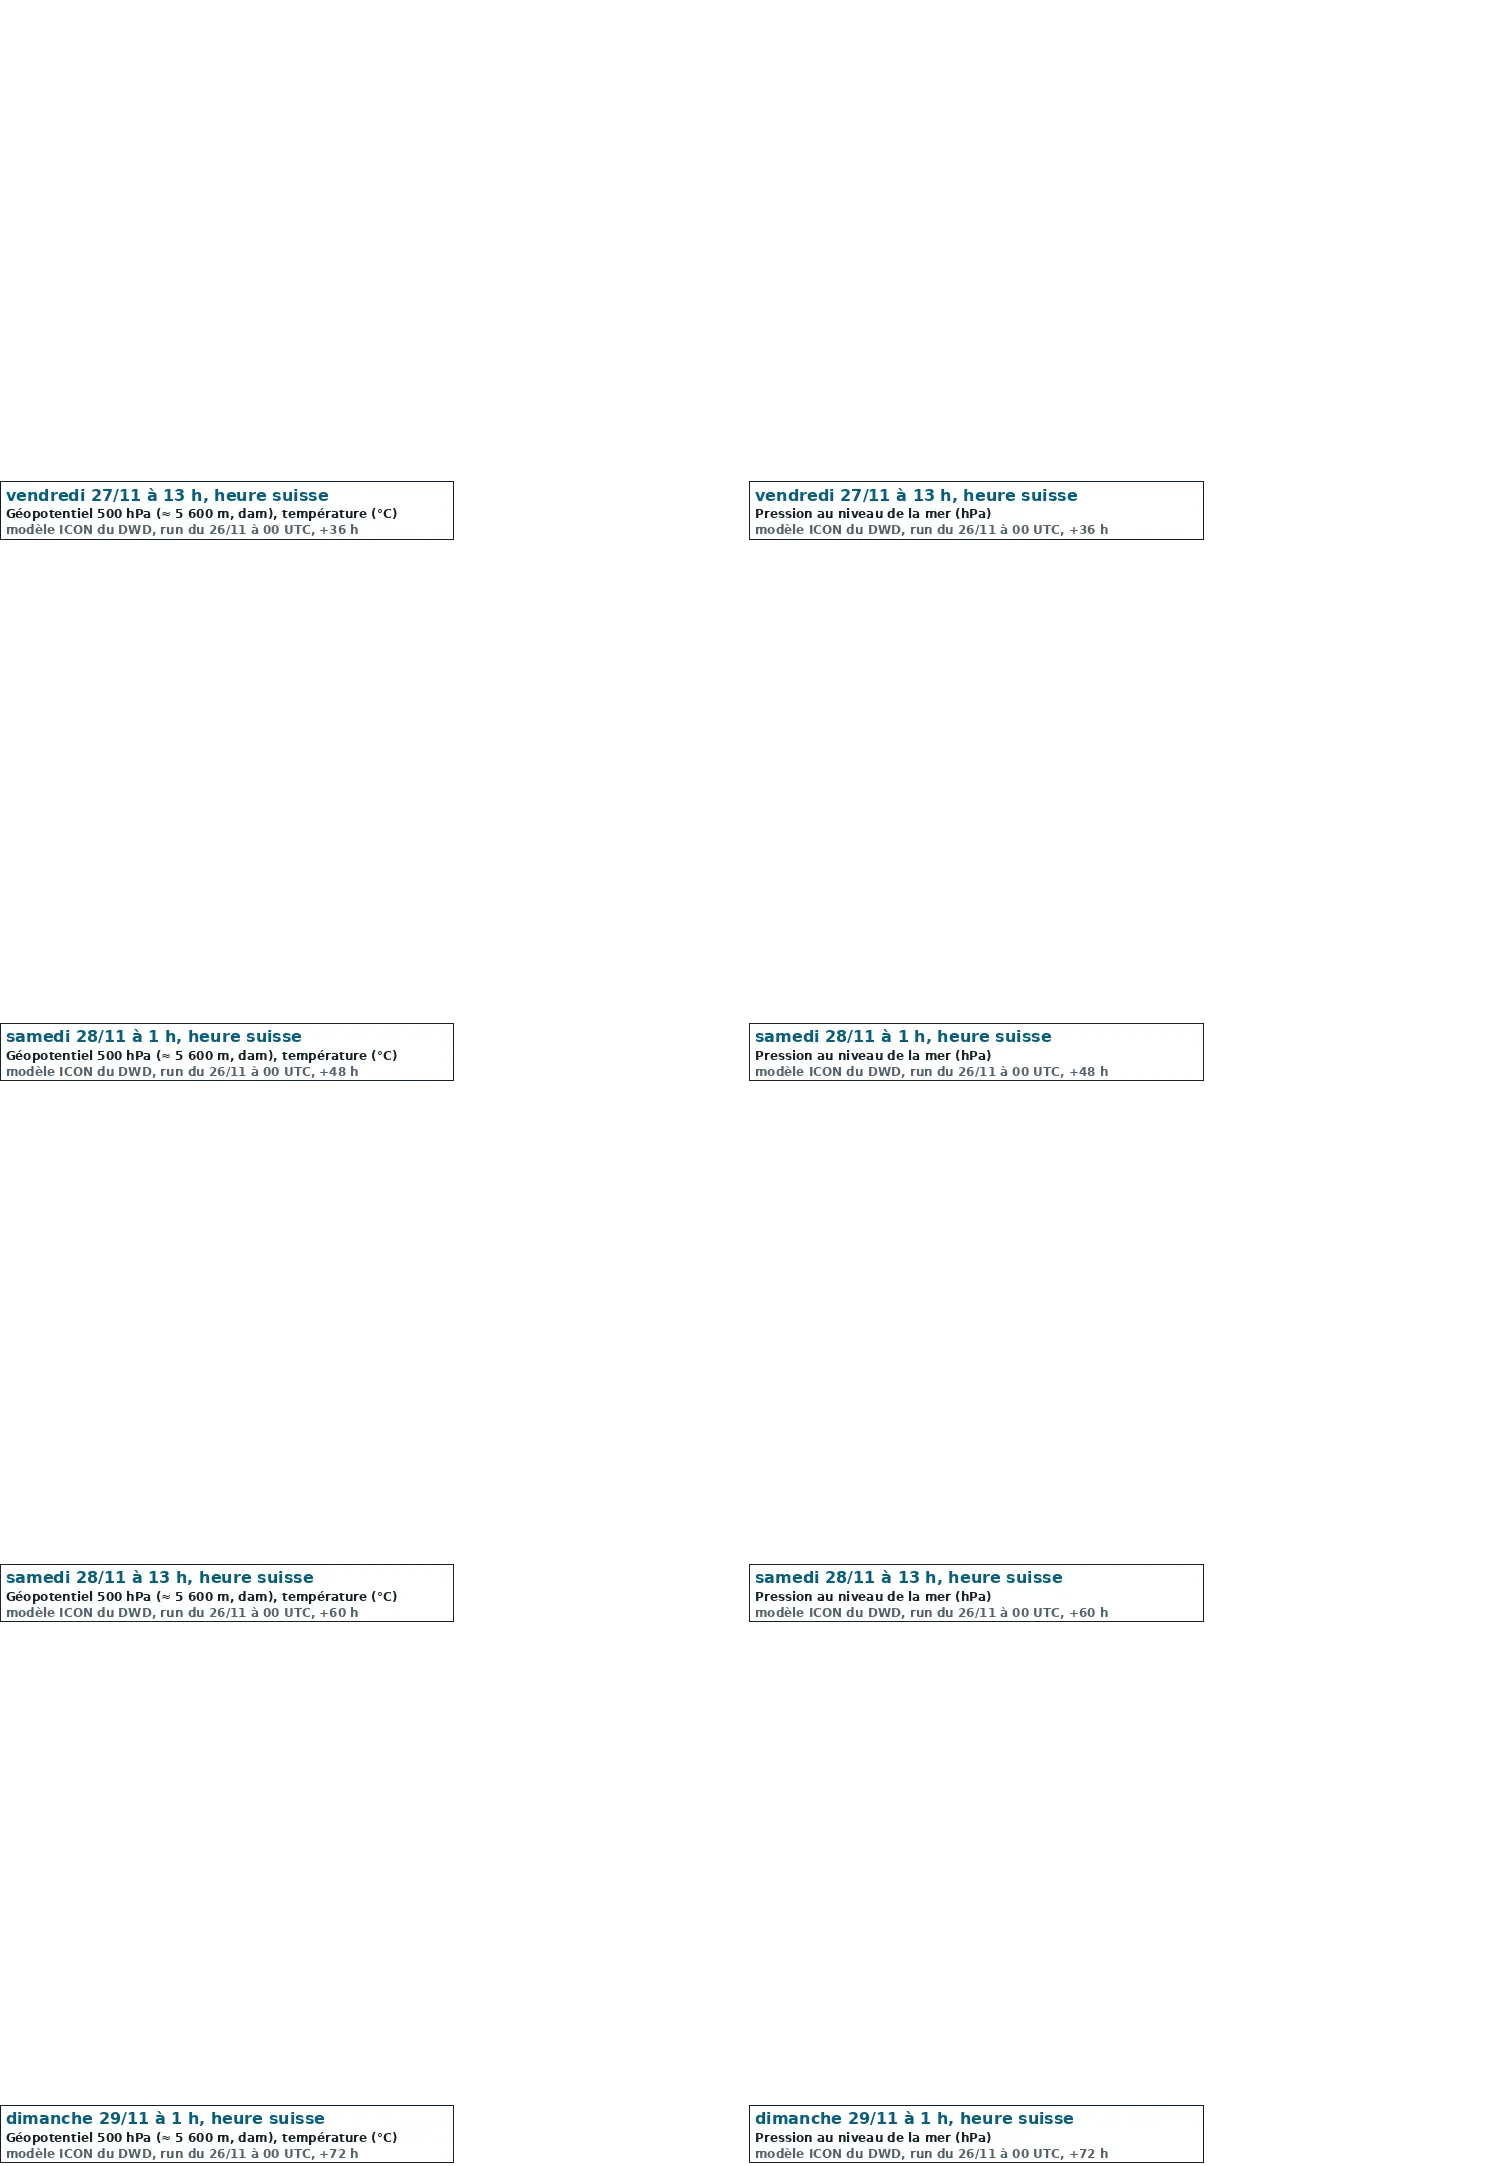 vendredi 27/11 à 13 h, heure suisse
Géopotentiel 500 hPa (≈ 5 600 m, dam), température (°C)
modèle ICON du DWD, run du 26/11 à 00 UTC, +36 h
vendredi 27/11 à 13 h, heure suisse
Pression au niveau de la mer (hPa)
modèle ICON du DWD, run du 26/11 à 00 UTC, +36 h
samedi 28/11 à 1 h, heure suisse
Géopotentiel 500 hPa (≈ 5 600 m, dam), température (°C)
modèle ICON du DWD, run du 26/11 à 00 UTC, +48 h
samedi 28/11 à 1 h, heure suisse
Pression au niveau de la mer (hPa)
modèle ICON du DWD, run du 26/11 à 00 UTC, +48 h
samedi 28/11 à 13 h, heure suisse
Géopotentiel 500 hPa (≈ 5 600 m, dam), température (°C)
modèle ICON du DWD, run du 26/11 à 00 UTC, +60 h
samedi 28/11 à 13 h, heure suisse
Pression au niveau de la mer (hPa)
modèle ICON du DWD, run du 26/11 à 00 UTC, +60 h
dimanche 29/11 à 1 h, heure suisse
Géopotentiel 500 hPa (≈ 5 600 m, dam), température (°C)
modèle ICON du DWD, run du 26/11 à 00 UTC, +72 h
dimanche 29/11 à 1 h, heure suisse
Pression au niveau de la mer (hPa)
modèle ICON du DWD, run du 26/11 à 00 UTC, +72 h